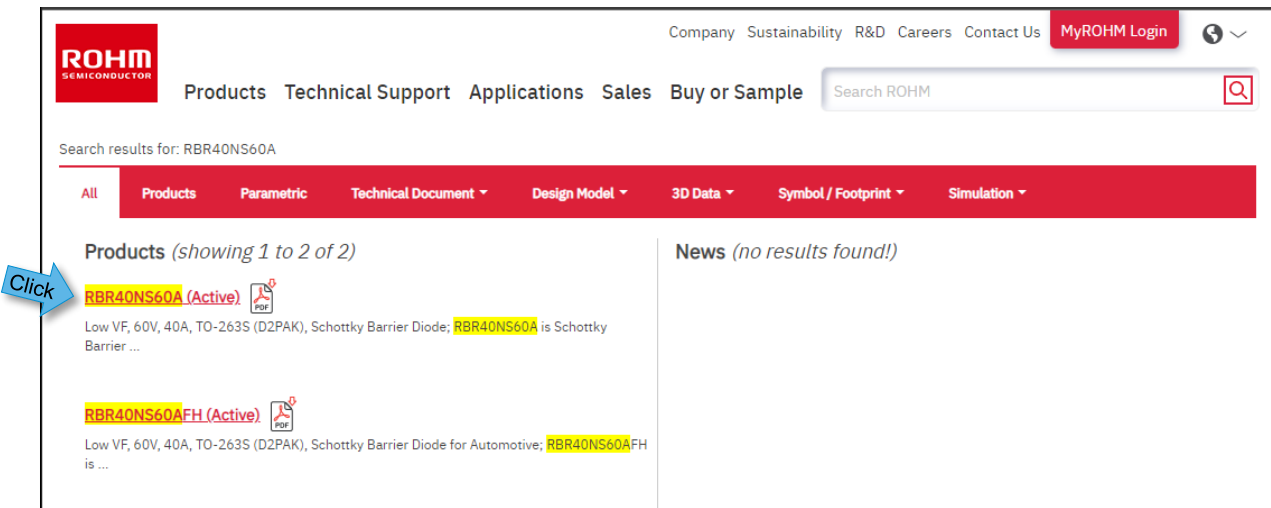 Company Sustainability R&D Careers Contact Us MyROHM Login
ROHM
SEMICONDUCTOR
Products Technical Support Applications Sales Buy or Sample Search ROHM
Search results for: RBR40NS60A
All Products Parametric Technical Document Design Model 3D Data Symbol / Footprint Simulation
Products (showing 1 to 2 of 2)
Click
RBR40NS60A (Active) PDF
Low VF, 60V, 40A, TO-263S (D2PAK), Schottky Barrier Diode; RBR40NS60A is Schottky
Barrier ...
RBR40NS60AFH (Active) PDF
Low VF, 60V, 40A, TO-263S (D2PAK), Schottky Barrier Diode for Automotive; RBR40NS60AFH
is ...
News (no results found!)